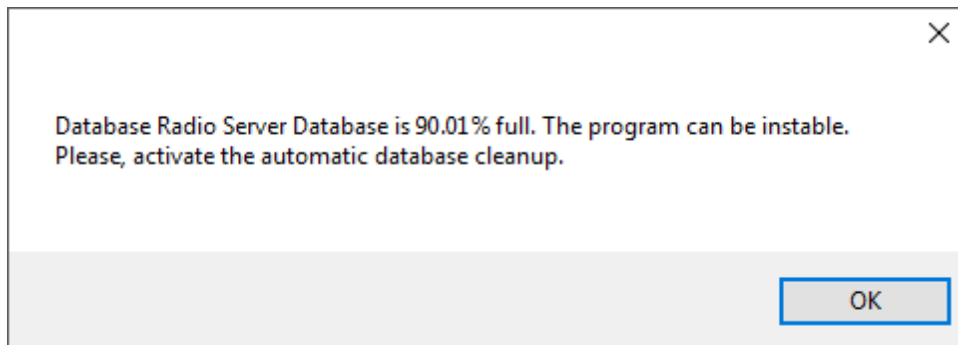 Database Radio Server Database is 90.01% full. The program can be instable.
Please, activate the automatic database cleanup.
OK